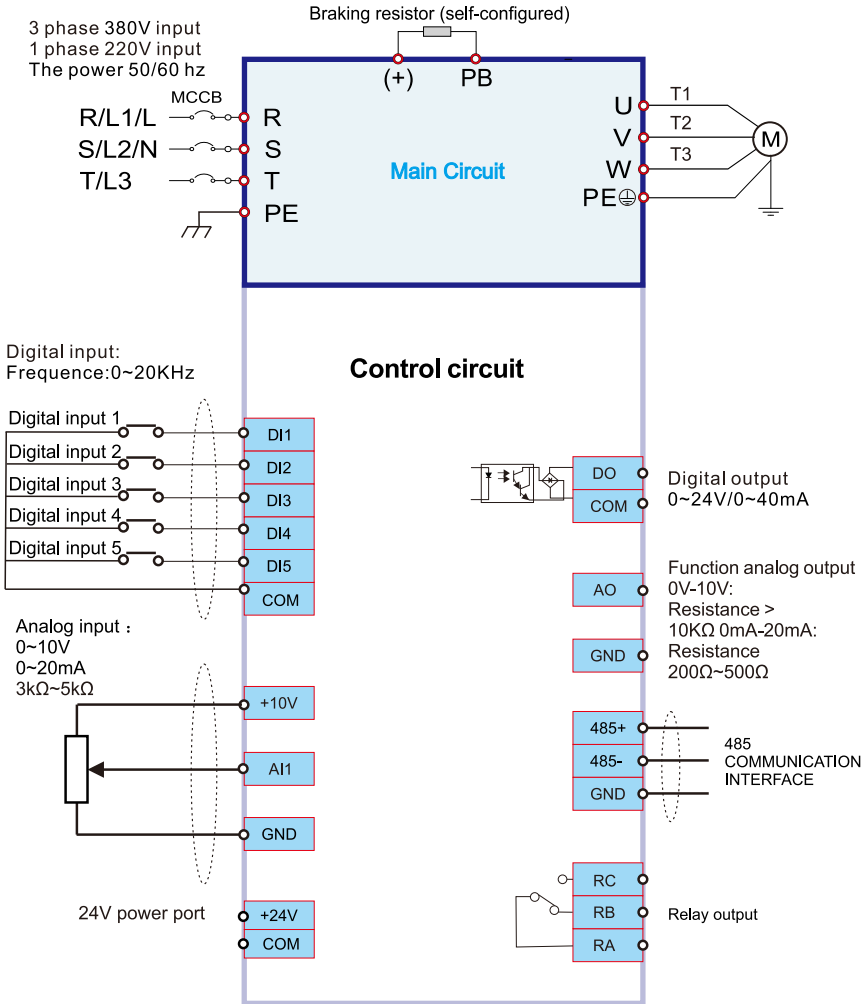 Braking resistor (self-configured)
3 phase 380V input
1 phase 220V input
The power 50/60 hz
(+)
PB
MCCB
R/L1/L
R
S/L2/N
S
T/L3
T
PE
Main Circuit
U
T1
V
T2
W
T3
PE
M
Control circuit
Digital input:
Frequence:0~20KHz
Digital input 1
DI1
Digital input 2
DI2
Digital input 3
DI3
Digital input 4
DI4
Digital input 5
DI5
COM
Analog input :
0~10V
0~20mA
3kΩ~5kΩ
+10V
AI1
GND
24V power port
+24V
COM
DO
COM
Digital output
0~24V/0~40mA
AO
GND
Function analog output
0V-10V:
Resistance >
10KΩ 0mA-20mA:
Resistance
200Ω~500Ω
485+
485-
GND
485
COMMUNICATION
INTERFACE
RC
RB
RA
Relay output